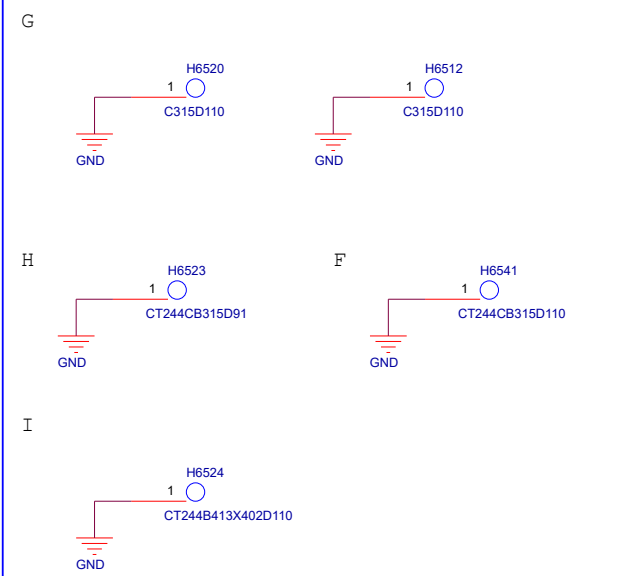 G
H6520
1
C315D110
GND
H6512
1
C315D110
GND
H
H6523
1
CT244CB315D91
GND
F
H6541
1
CT244CB315D110
GND
I
H6524
1
CT244B413X402D110
GND